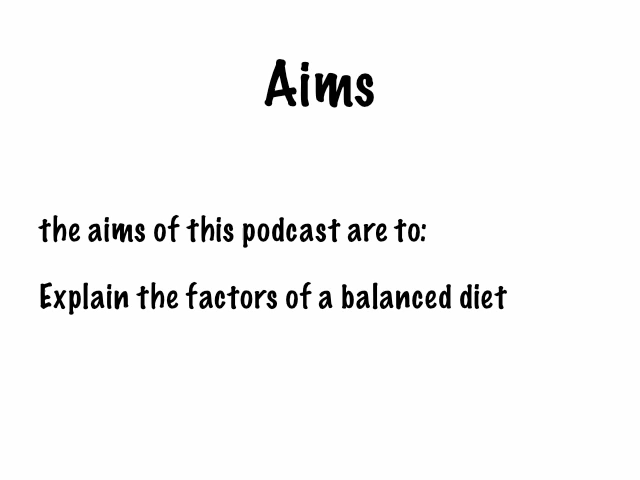 Aims
the aims of this podcast are to:
Explain the factors of a balanced diet